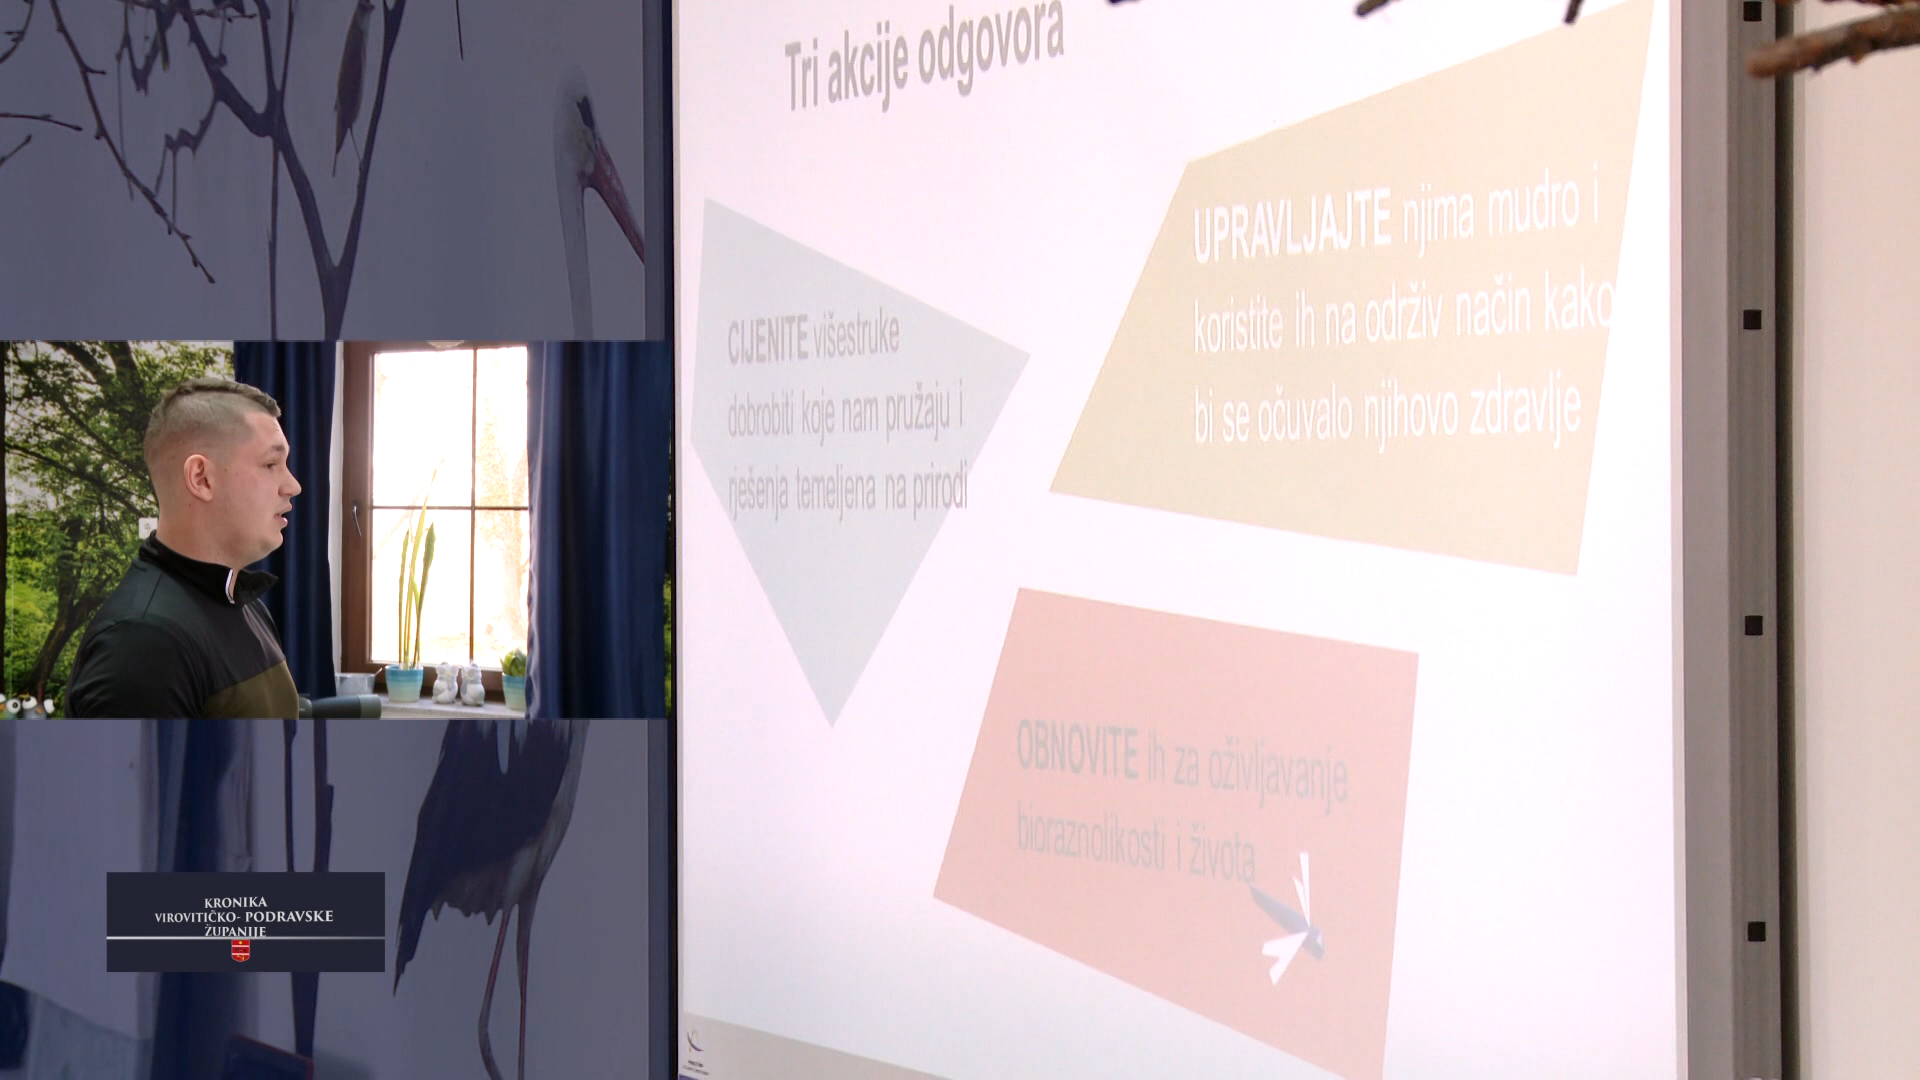 Tri akcije odgovora
CIJENITE višestruke
dobrobiti koje nam pružaju i
rješenja temeljena na prirodi
UPRAVLJAJTE njima mudro i
koristite ih na održiv način kako
bi se očuvalo njihovo zdravlje
OBNOVITE ih za oživljavanje
bioraznolikosti i života
KRONIKA
VIROVITIČKO- PODRAVSKE
ŽUPANIJE